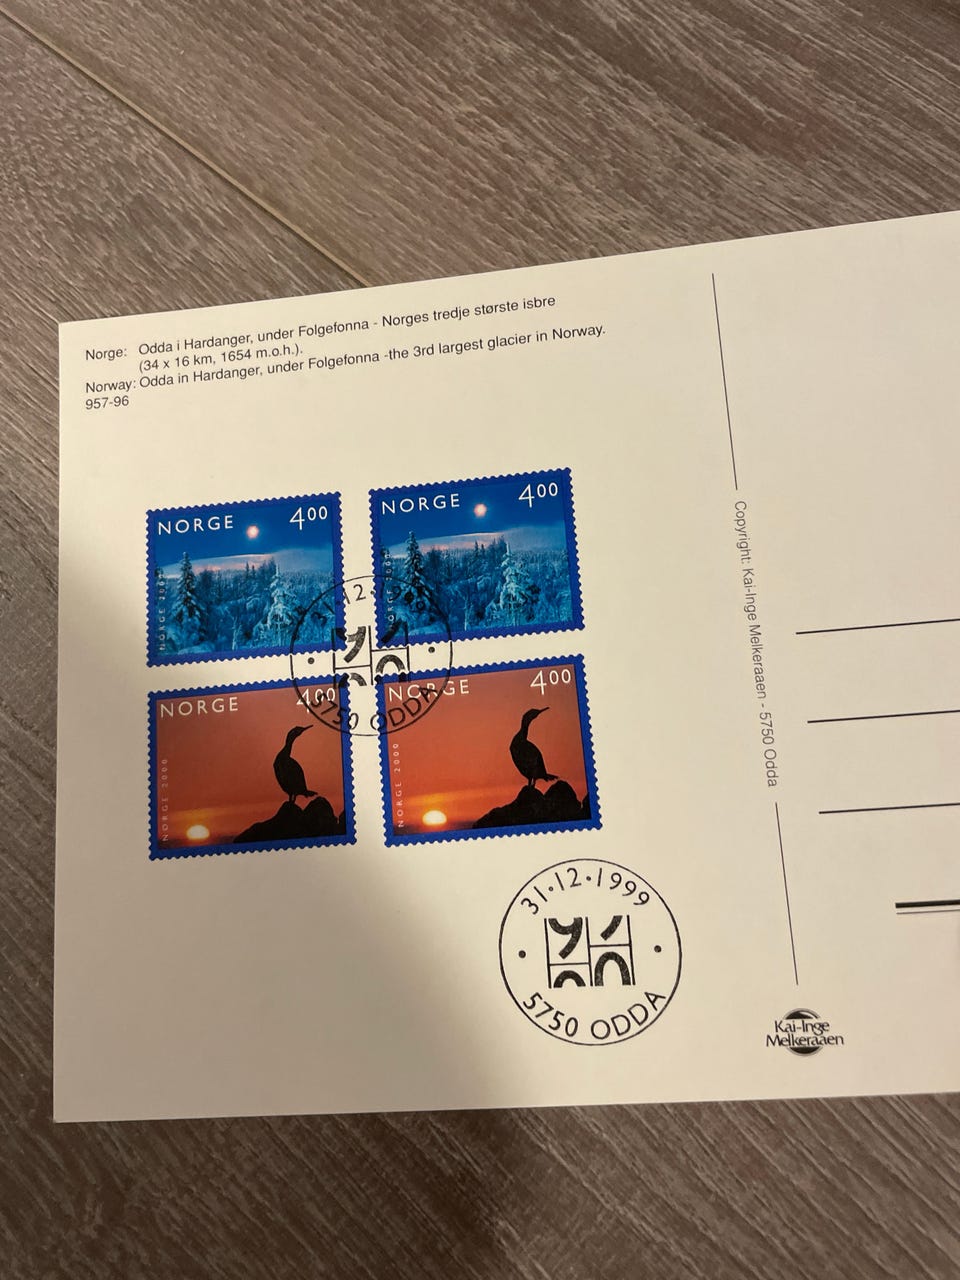 Norge: Odda i Hardanger, under Folgefonna - Norges tredje største isbre
(34 x 16 km, 1654 m.o.h.).
Norway: Odda in Hardanger, under Folgefonna -the 3rd largest glacier in Norway.
957-96
NORGE 4.00
NORGE 2000
NORGE 4.00
NORGE 2000
31.12.
5750 ODDA
NORGE 4.00
NORGE 2000
NORGE 4.00
NORGE 2000
31.12.1999
5750 ODDA
Copyright: Kai-Inge Melkeraaen - 5750 Odda
Kai-Inge
Melkeraaen